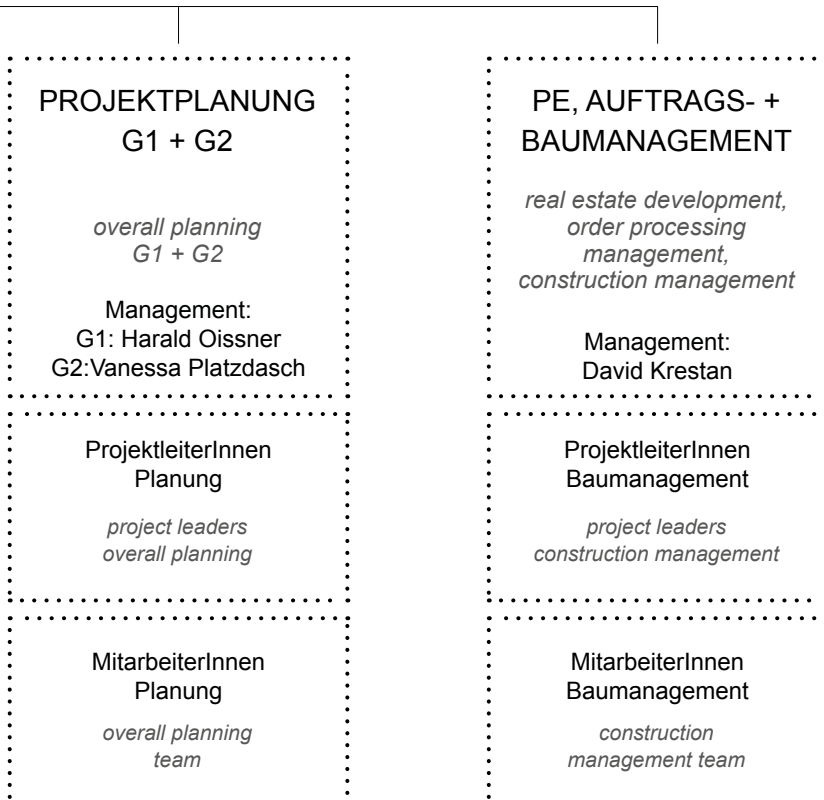 PROJEKTPLANUNG
G1 + G2
overall planning
G1 + G2
Management:
G1: Harald Oissner
G2:Vanessa Platzdasch
ProjektleiterInnen
Planung
project leaders
overall planning
MitarbeiterInnen
Planung
overall planning
team
PE, AUFTRAGS- +
BAUMANAGEMENT
real estate development,
order processing
management,
construction management
Management:
David Krestan
ProjektleiterInnen
Baumanagement
project leaders
construction management
MitarbeiterInnen
Baumanagement
construction
management team